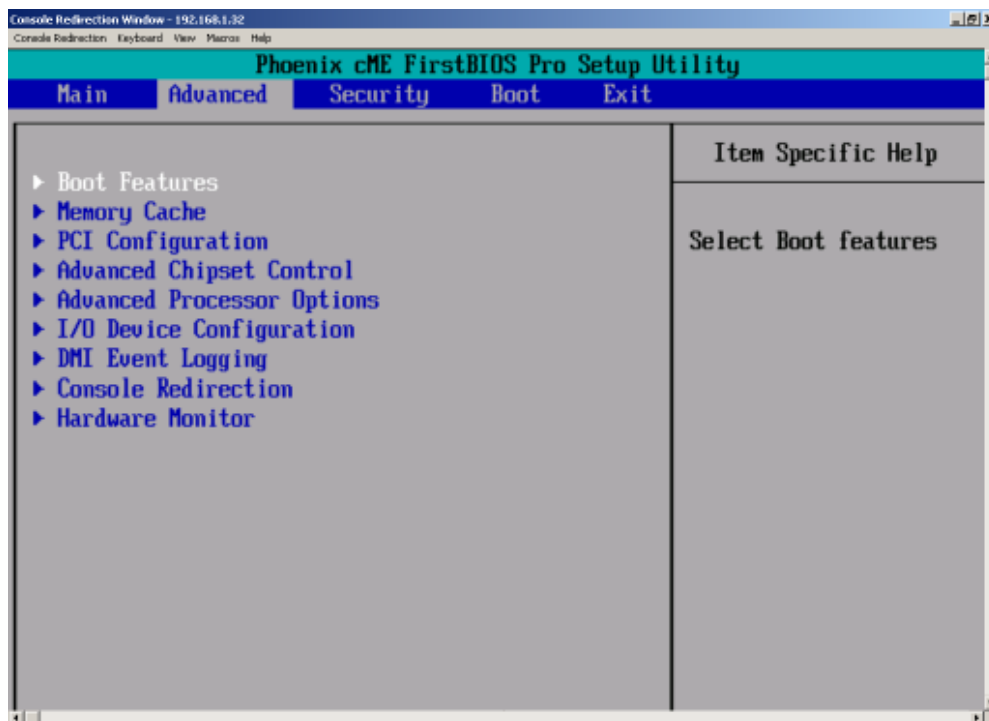 Console Redirection Window - 192.168.1.32
Console Redirection Keyboard View Macros Help
Phoenix cME FirstBIOS Pro Setup Utility
Main Advanced Security Boot Exit
Item Specific Help
Boot Features
Memory Cache
PCI Configuration
Advanced Chipset Control
Advanced Processor Options
I/O Device Configuration
DMI Event Logging
Console Redirection
Hardware Monitor
Select Boot features